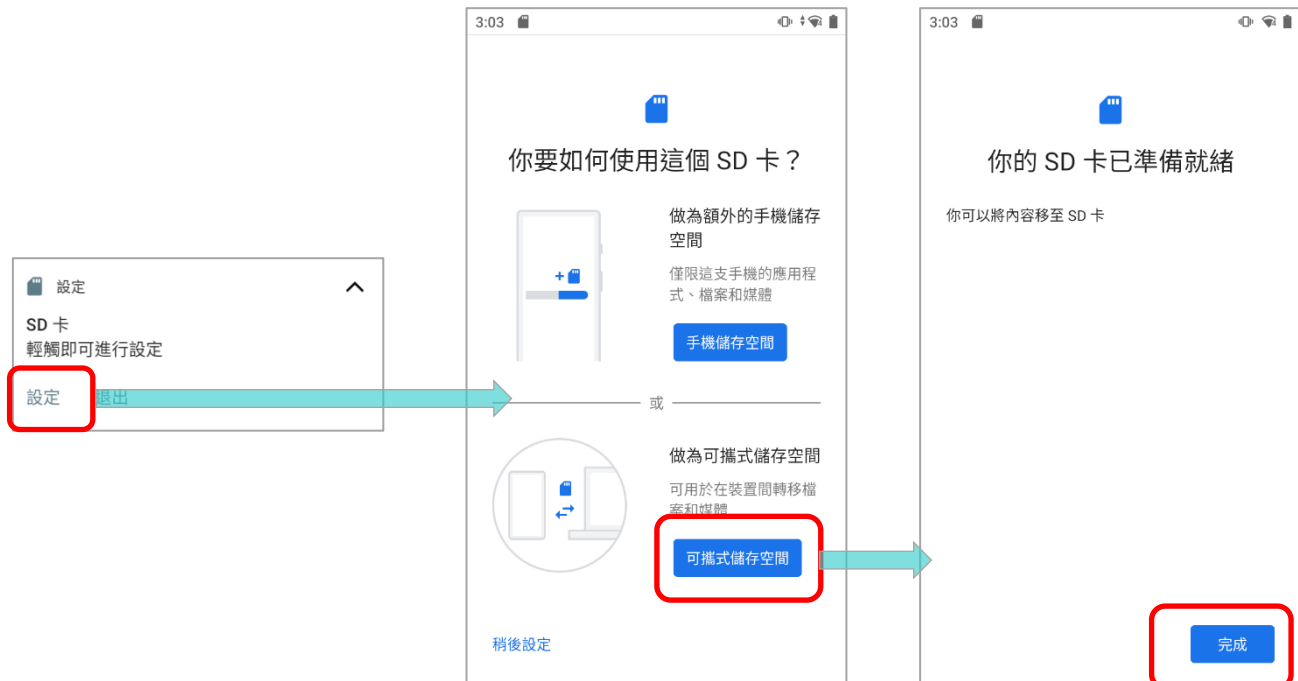 設定
SD 卡
輕觸即可進行設定
設定
退出
3:03
你要如何使用這個 SD 卡？
做為額外的手機儲存
空間
僅限這支手機的應用程
式、檔案和媒體
手機儲存空間
或
做為可攜式儲存空間
可用於在裝置間轉移檔
案和媒體
可攜式儲存空間
稍後設定
3:03
你的 SD 卡已準備就緒
你可以將內容移至 SD 卡
完成